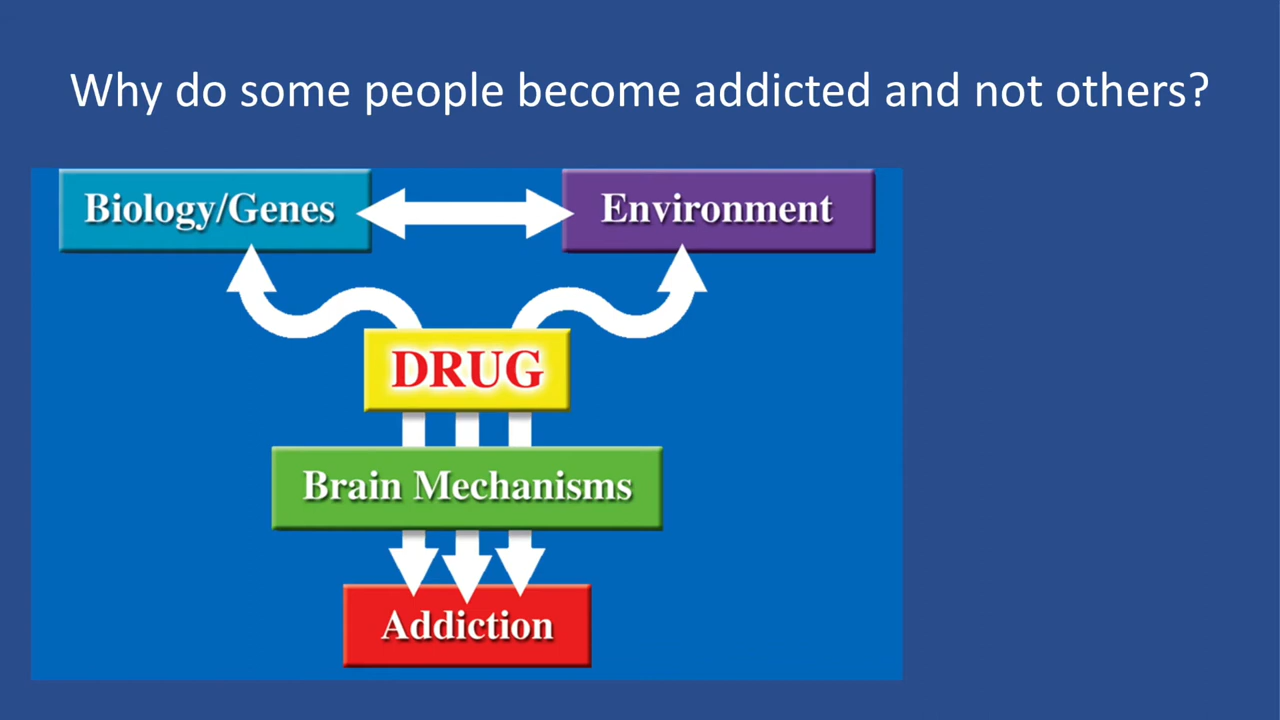 Why do some people become addicted and not others?
Biology/Genes
Environment
DRUG
Brain Mechanisms
Addiction